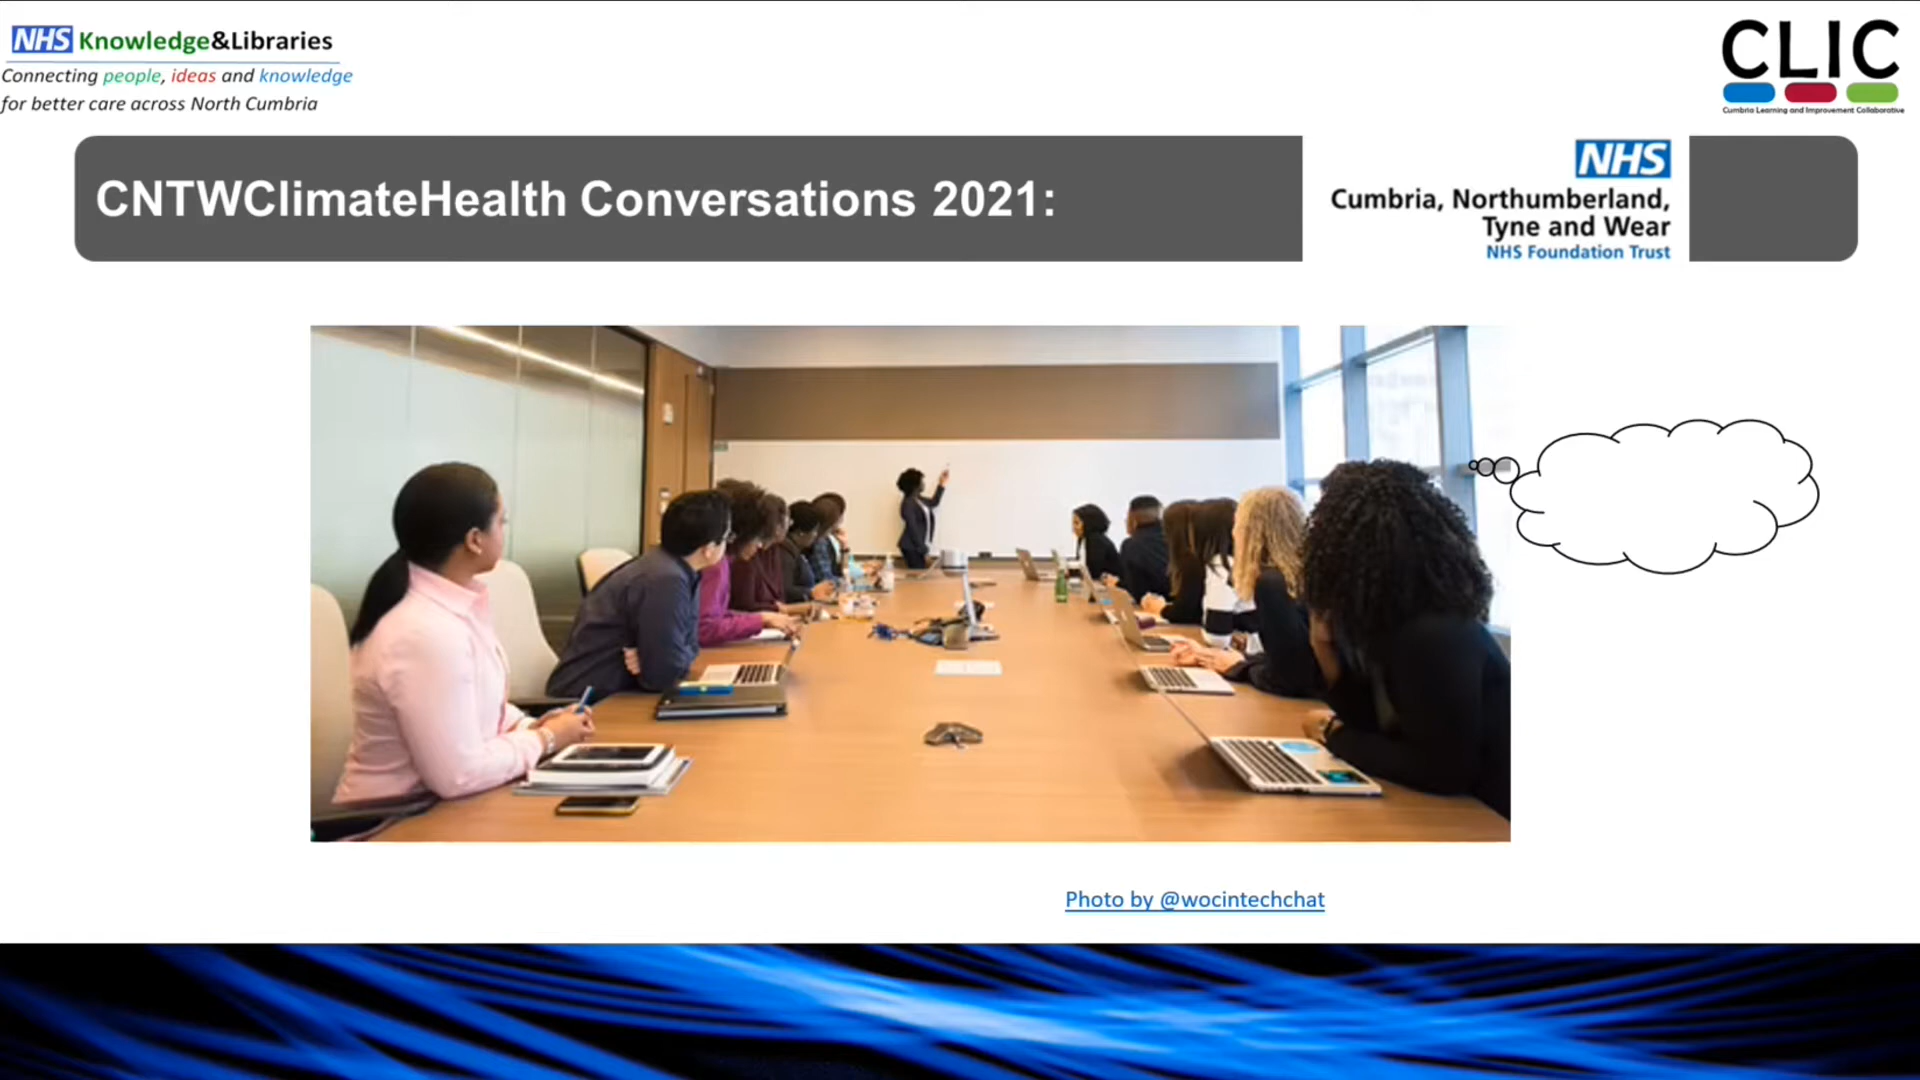 NHS Knowledge&Libraries
Connecting people, ideas and knowledge
for better care across North Cumbria
CLIC
Cumbria Learning and Improvement Collaborative
CNTWClimateHealth Conversations 2021:
NHS
Cumbria, Northumberland,
Tyne and Wear
NHS Foundation Trust
Photo by @wocintechchat